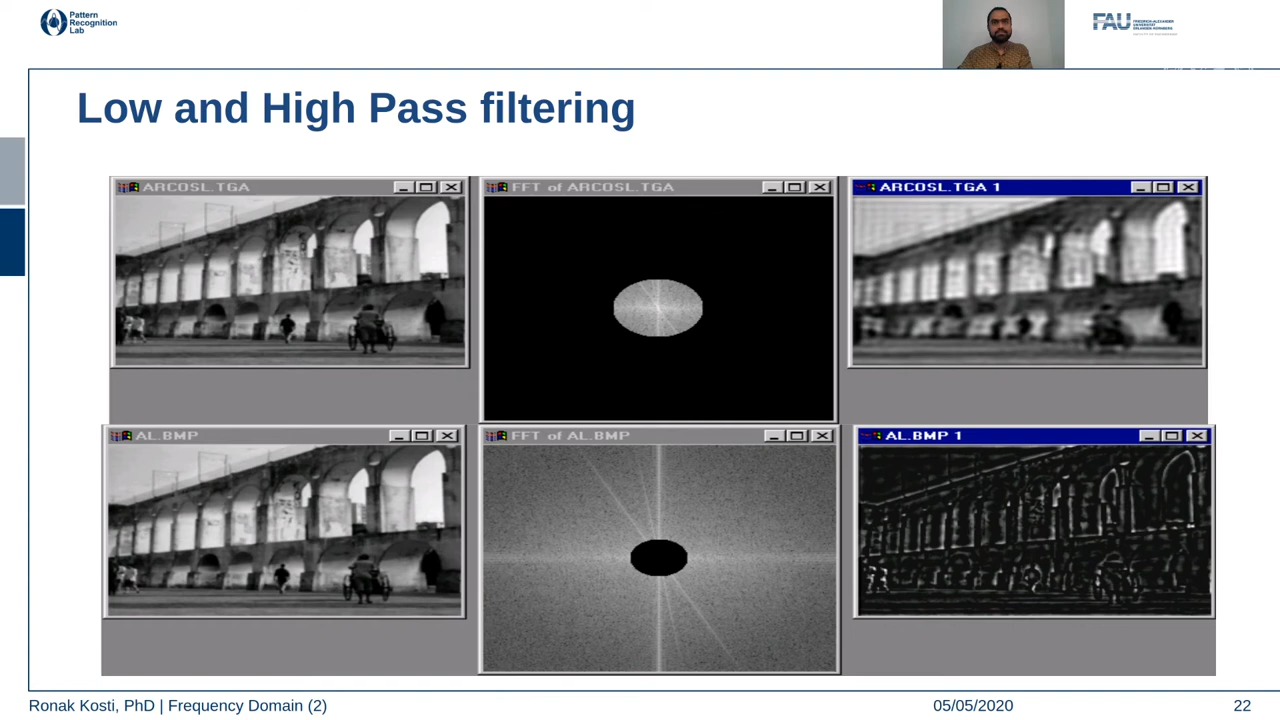 Pattern
Recognition
Lab
FAU
Low and High Pass filtering
ARCOSL.TGA
FFT of ARCOSL.TGA
ARCOSL.TGA 1
AL.BMP
FFT of AL.BMP
AL.BMP 1
Ronak Kosti, PhD | Frequency Domain (2)
05/05/2020
22